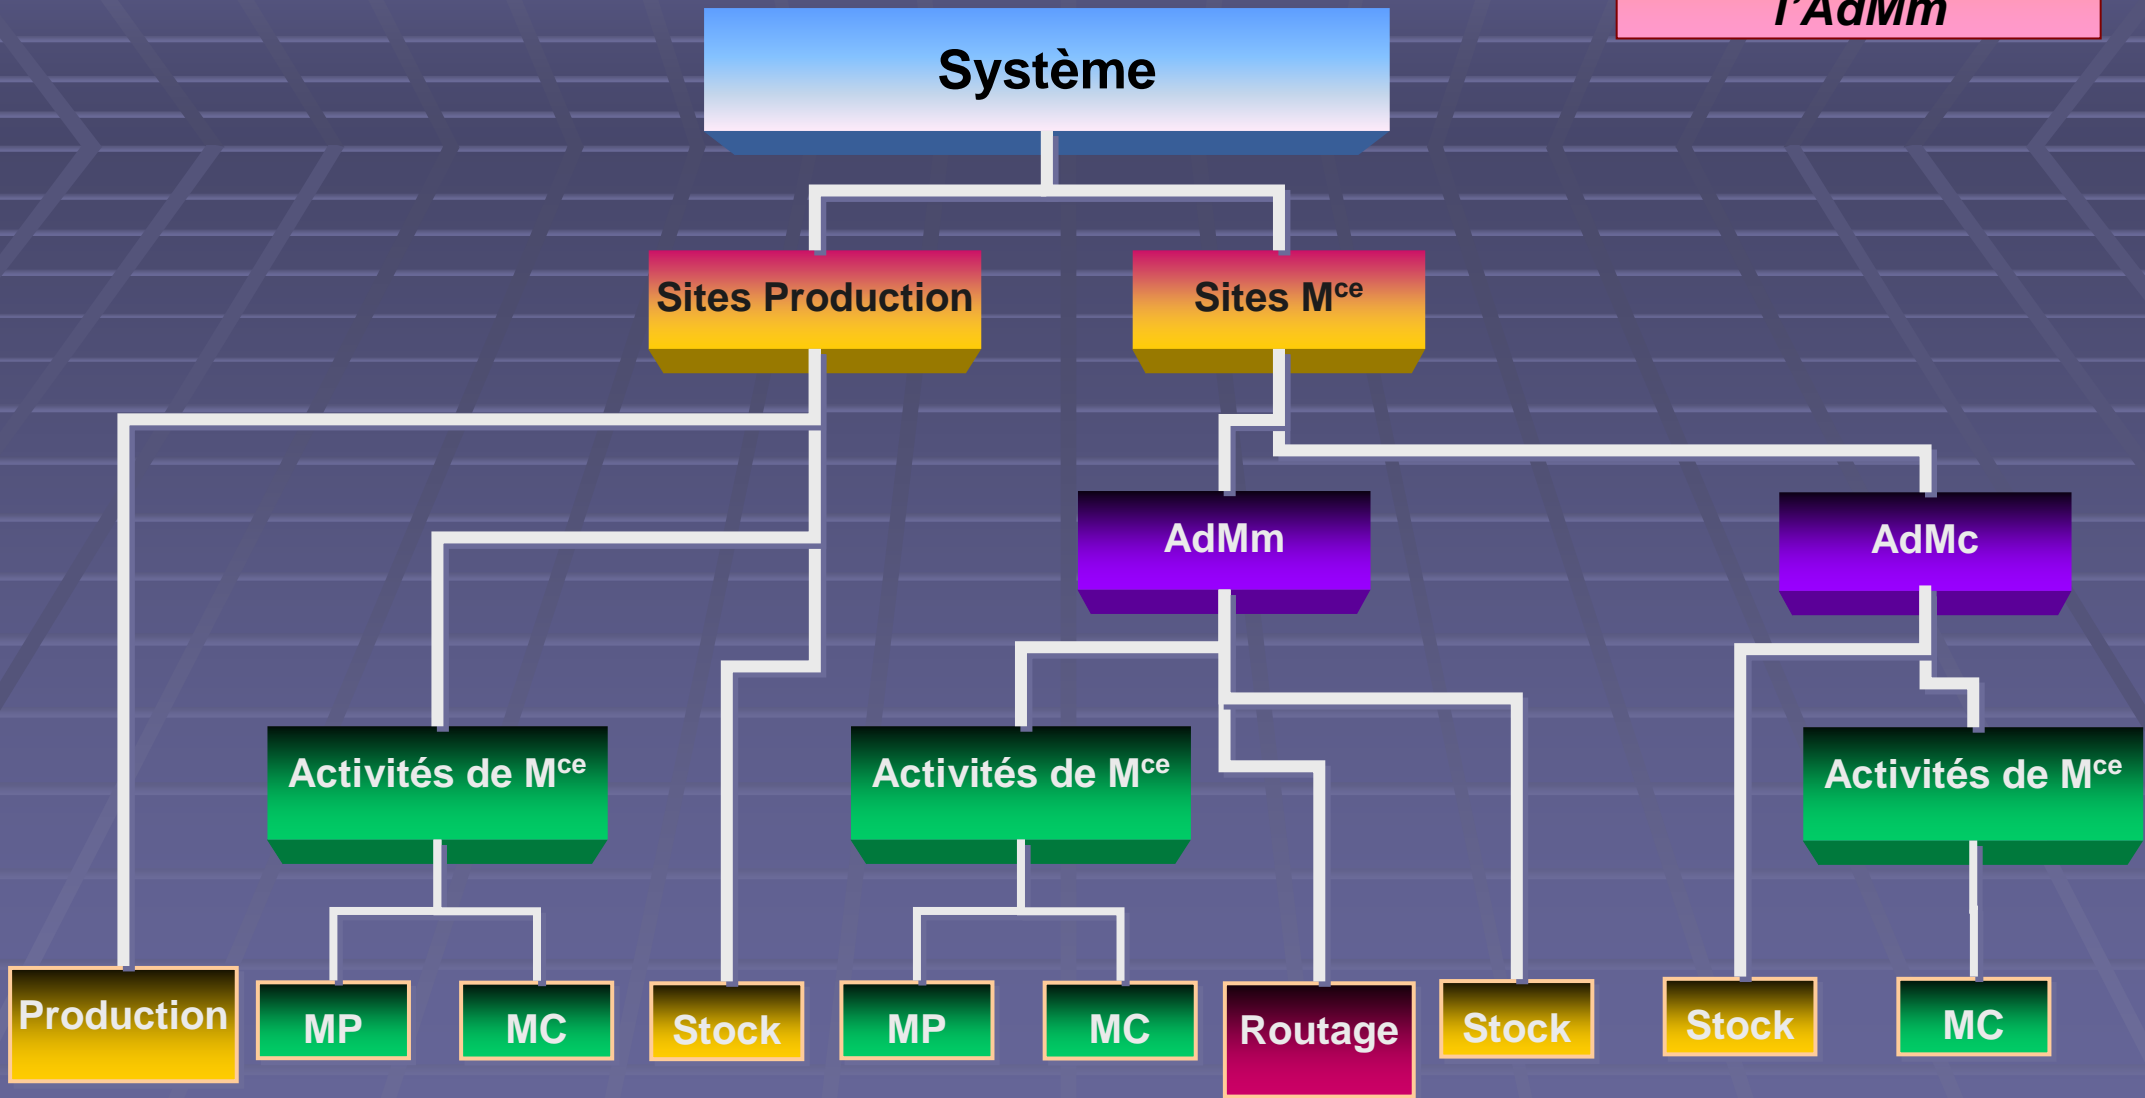 l'AdMm
Système
Sites Production
Sites Mce
AdMm
AdMc
Activités de Mce
Activités de Mce
Activités de Mce
Production
MP
MC
Stock
MP
MC
Routage
Stock
Stock
MC